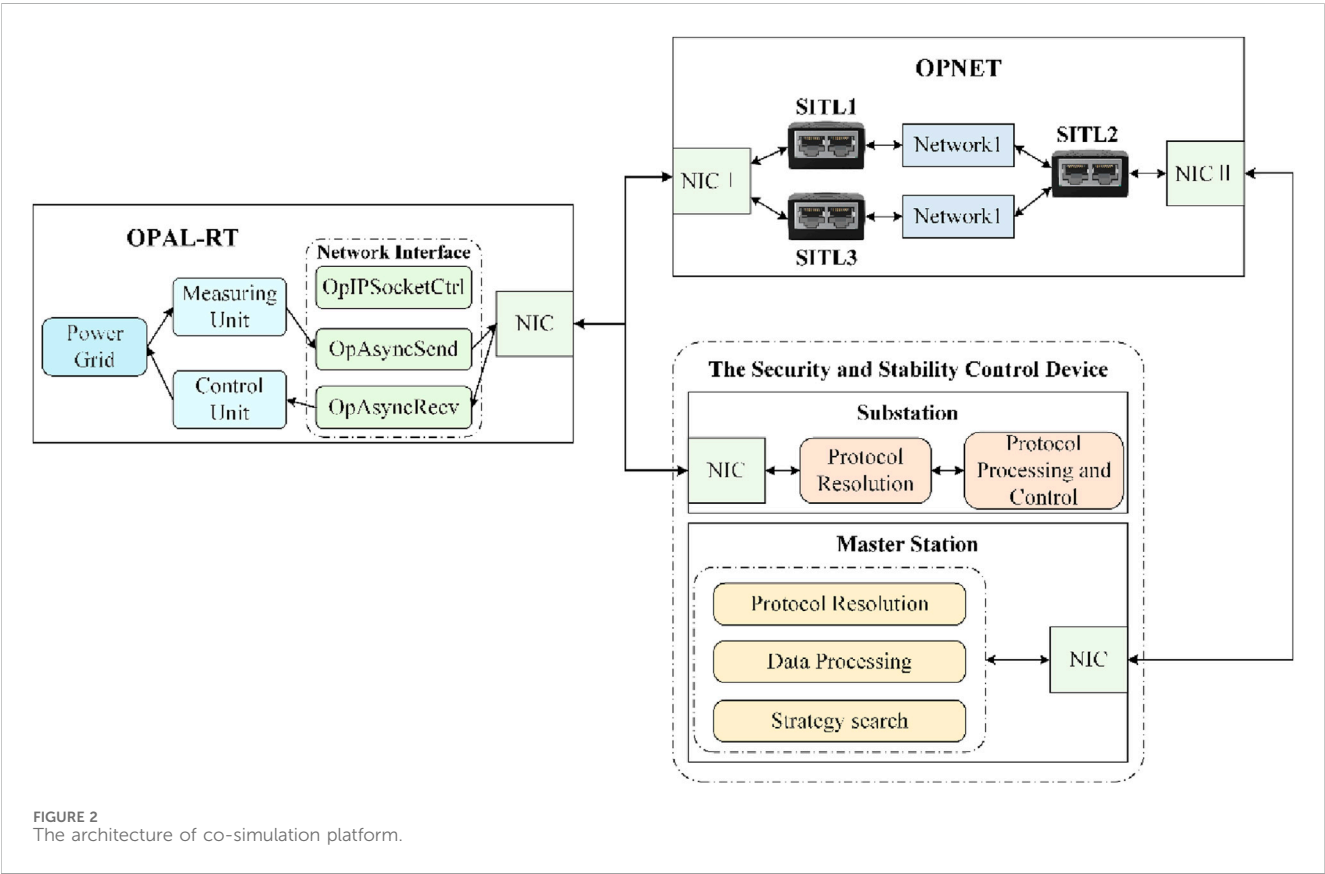 OPNET
SITL1
Network1
SITL2
NIC I
NIC II
Network1
SITL3
OPAL-RT
Network Interface
OpIPSocketCtrl
Measuring
Unit
NIC
Power
Grid
OpAsyncSend
Control
Unit
OpAsyncRecv
The Security and Stability Control Device
Substation
NIC
Protocol
Resolution
Protocol
Processing and
Control
Master Station
Protocol Resolution
Data Processing
Strategy search
NIC
FIGURE 2
The architecture of co-simulation platform.